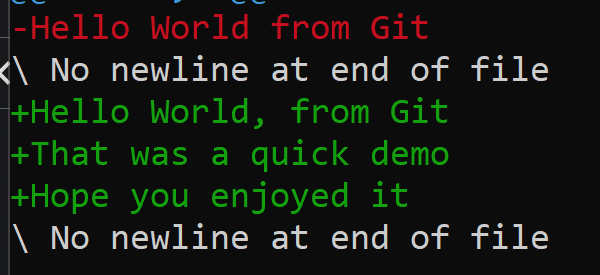 -Hello World from Git
\ No newline at end of file
+Hello World, from Git
+That was a quick demo
+Hope you enjoyed it
\ No newline at end of file